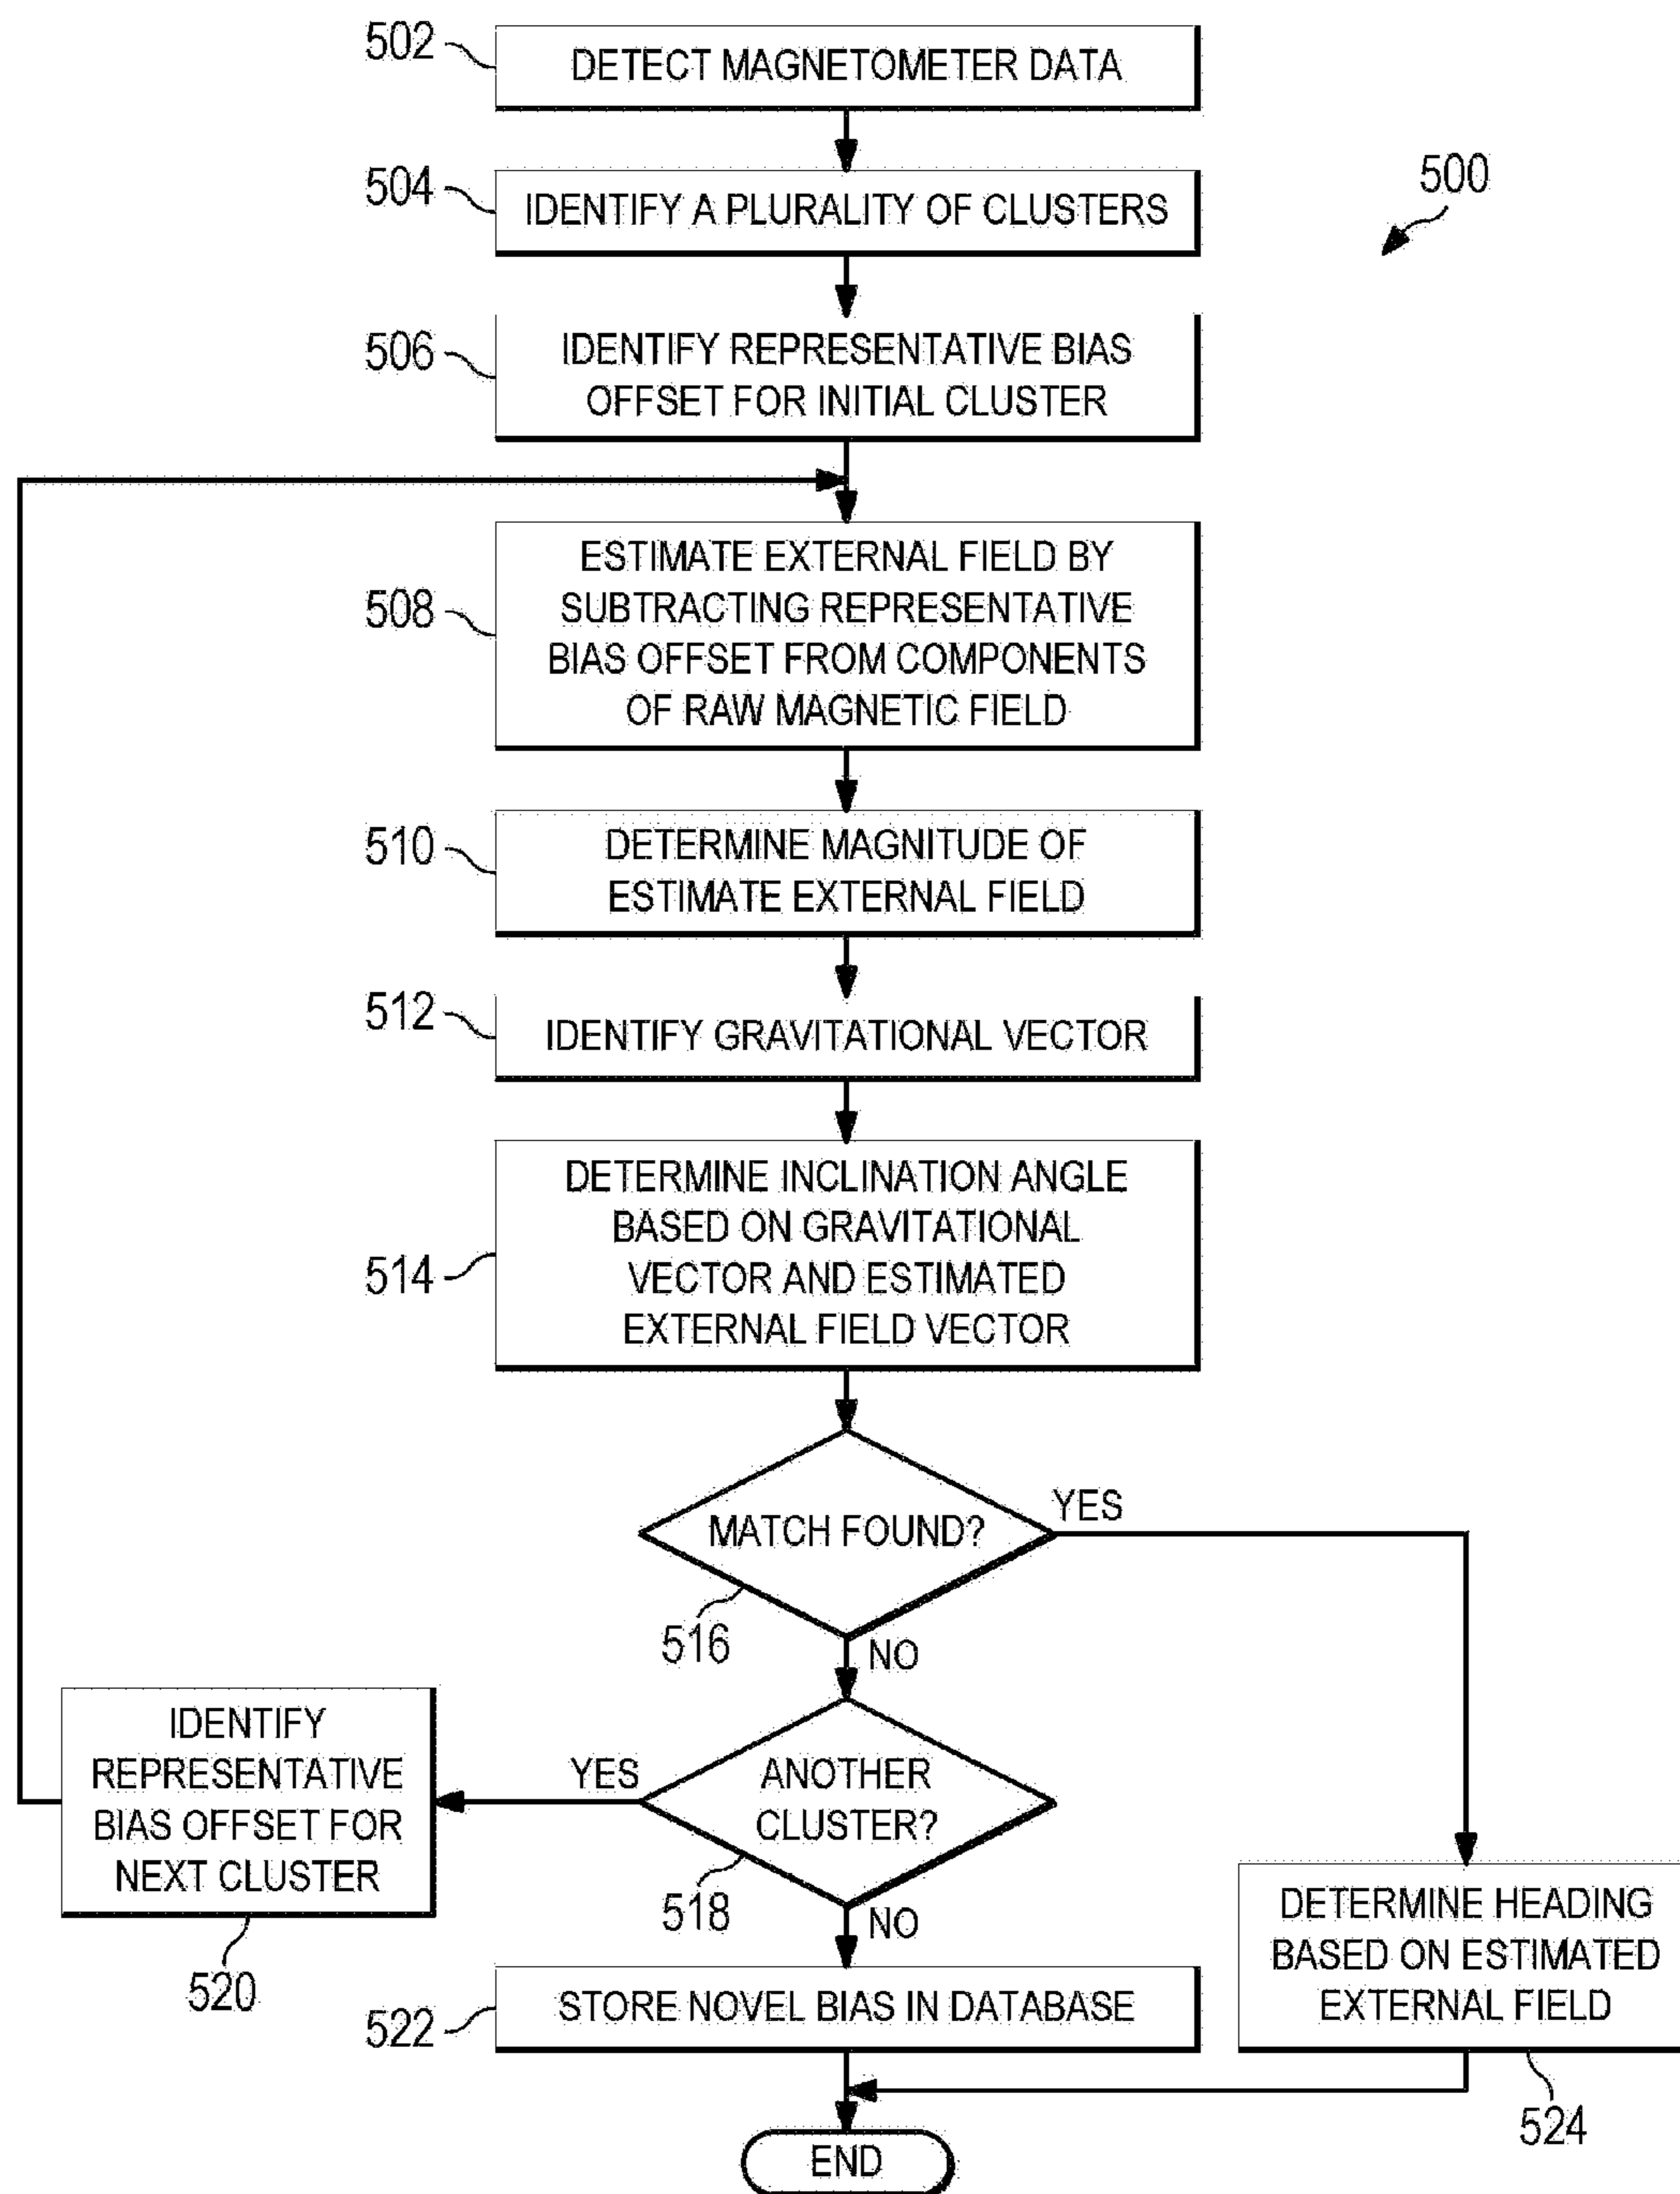 502
DETECT MAGNETOMETER DATA
504
IDENTIFY A PLURALITY OF CLUSTERS
500
506
IDENTIFY REPRESENTATIVE BIAS
OFFSET FOR INITIAL CLUSTER
508
ESTIMATE EXTERNAL FIELD BY
SUBTRACTING REPRESENTATIVE
BIAS OFFSET FROM COMPONENTS
OF RAW MAGNETIC FIELD
510
DETERMINE MAGNITUDE OF
ESTIMATE EXTERNAL FIELD
512
IDENTIFY GRAVITATIONAL VECTOR
514
DETERMINE INCLINATION ANGLE
BASED ON GRAVITATIONAL
VECTOR AND ESTIMATED
EXTERNAL FIELD VECTOR
MATCH FOUND?
YES
516
NO
IDENTIFY
REPRESENTATIVE
BIAS OFFSET FOR
NEXT CLUSTER
520
YES
ANOTHER
CLUSTER?
518
NO
522
STORE NOVEL BIAS IN DATABASE
DETERMINE HEADING
BASED ON ESTIMATED
EXTERNAL FIELD
524
END